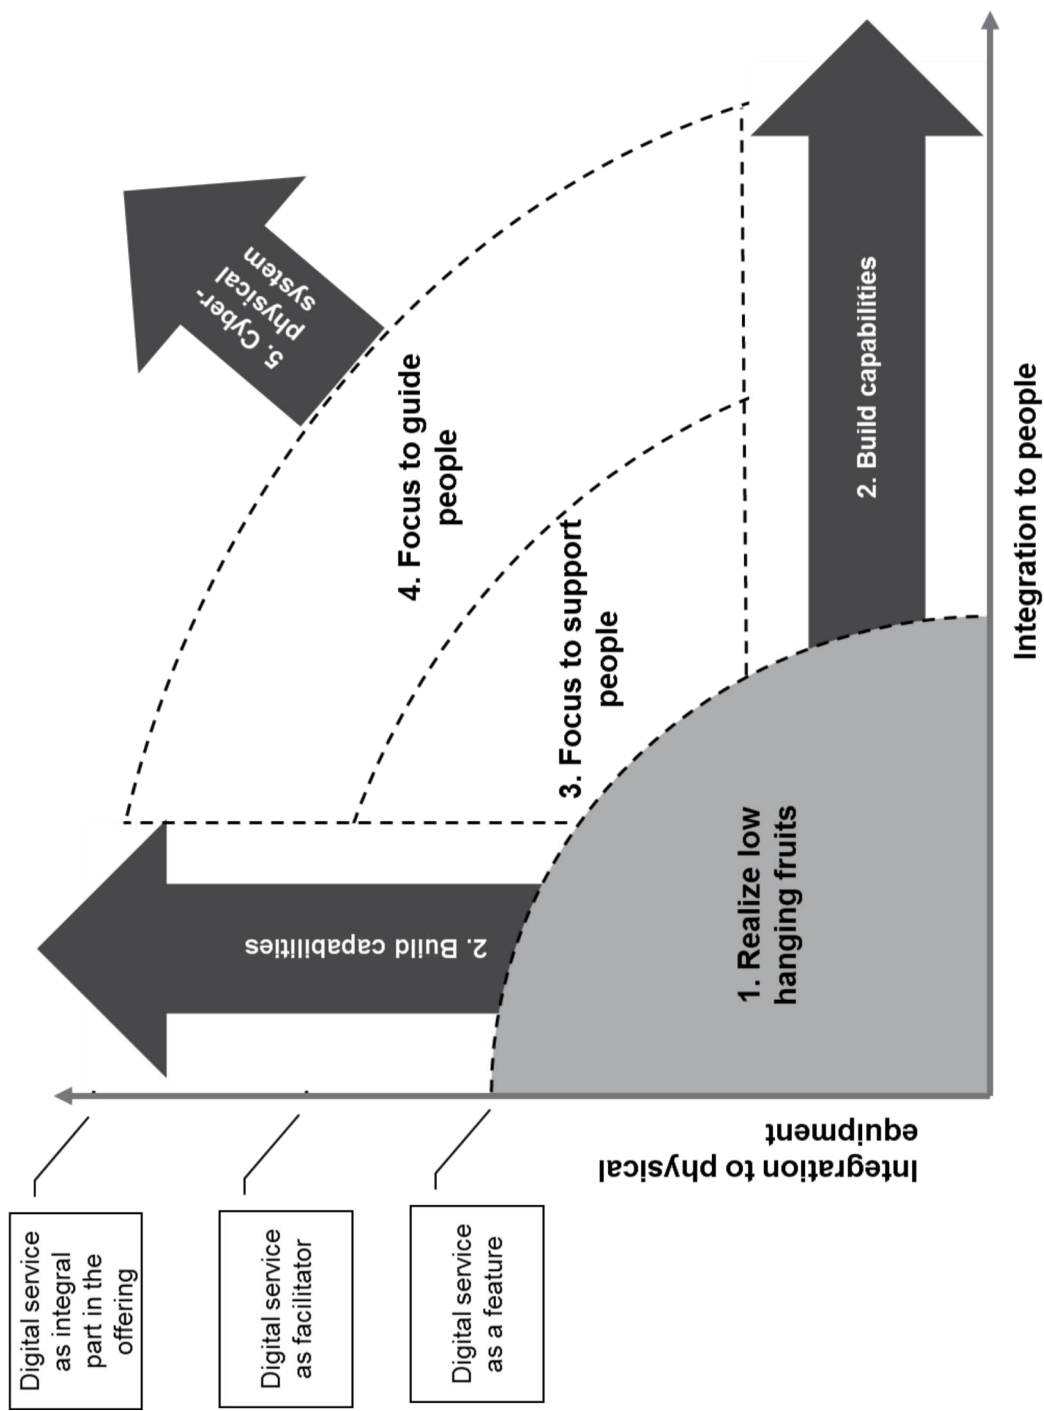 Digital service
as integral
part in the
offering
Digital service
as facilitator
Digital service
as a feature
Integration to physical
equipment
2. Build capabilities
5. Cyber-
physical
system
4. Focus to guide
people
3. Focus to support
people
1. Realize low
hanging fruits
2. Build capabilities
Integration to people